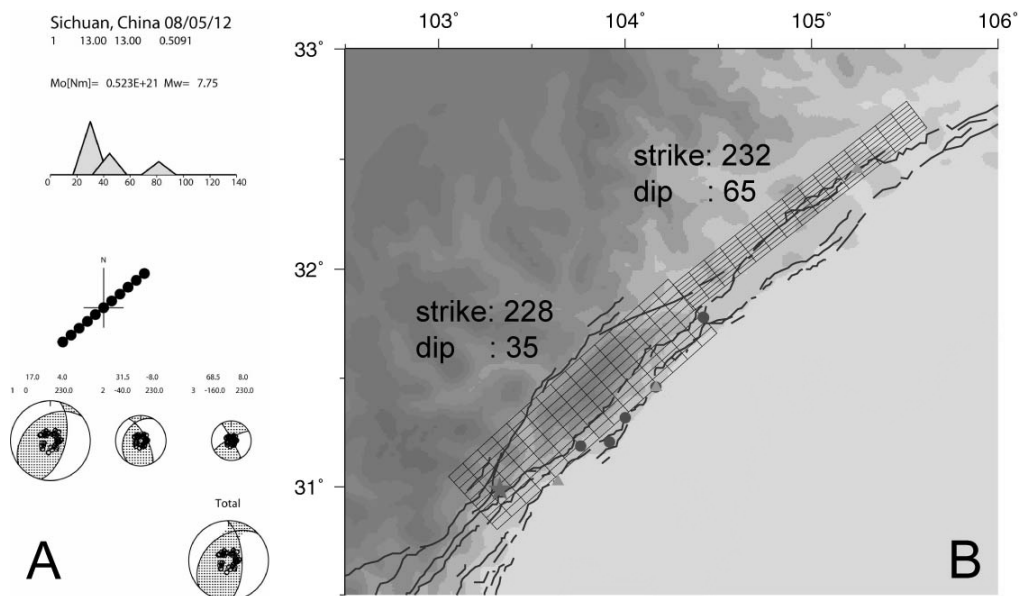 Sichuan, China 08/05/12
1 13.00 13.00 0.5091
Mo[Nm]= 0.523E+21 Mw= 7.75
0 20 40 60 80 100 120 140
N
17.0 4.0 31.5 -8.0 68.5 8.0
1 0 230.0 2 -40.0 230.0 3 -160.0 230.0
Total
A
103° 104° 105° 106°
33°
strike: 232
dip : 65
32°
strike: 228
dip : 35
31°
B